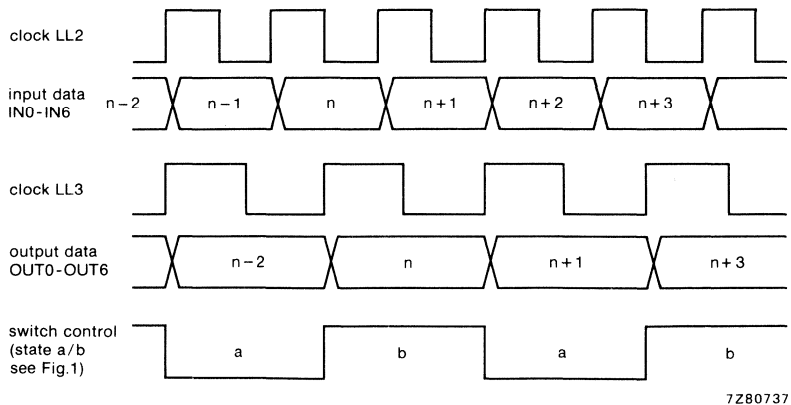 clock LL2
input data
IN0-IN6
n−2 n−1 n n+1 n+2 n+3
clock LL3
output data
OUT0-OUT6
n−2 n n+1 n+3
switch control
(state a/b
see Fig.1)
a b a b
7Z80737